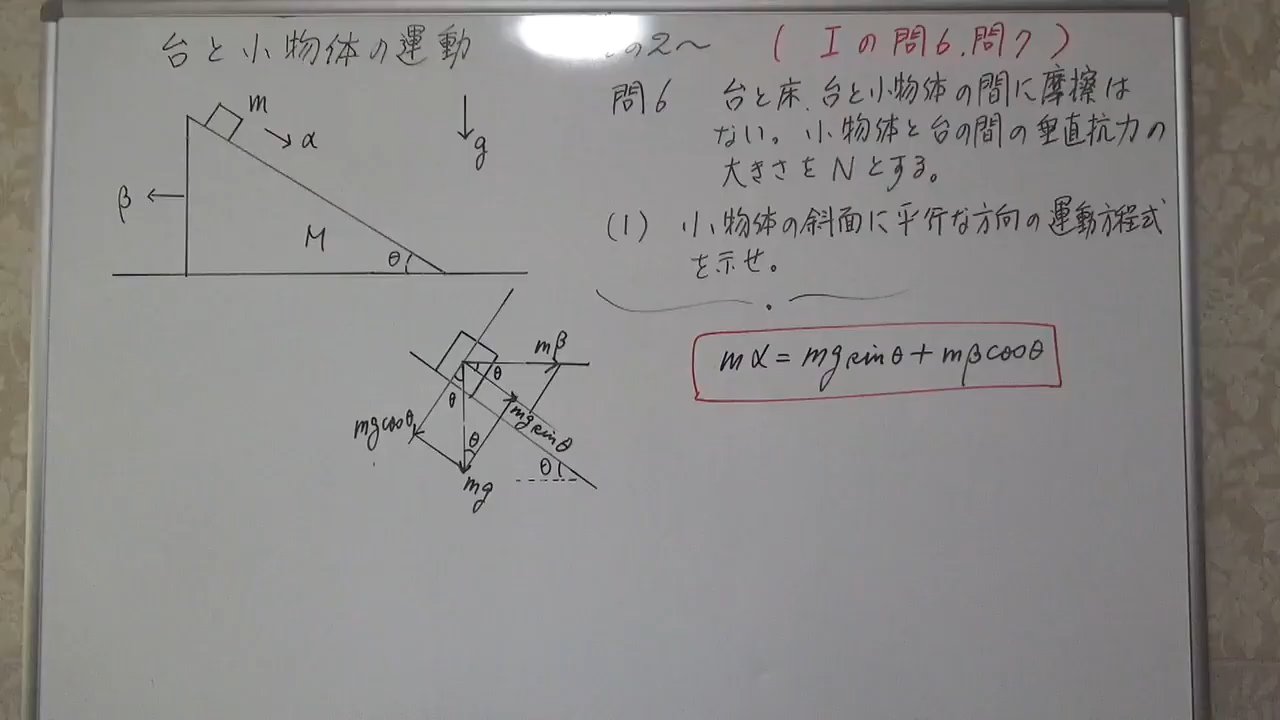 台と小物体の運動 の2〜 (Iの問6.問7)
問6 台と床、台と小物体の間に摩擦は
ない。小物体と台の間の垂直抗力の
大きさをNとする。
(1) 小物体の斜面に平行な方向の運動方程式
を示せ。
m
α
g
β
M
θ
mβ
θ
θ
mgcosθ
mgsinθ
θ
θ
mg
mα = mgsinθ + mβcosθ